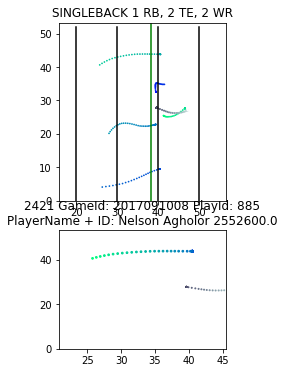 SINGLEBACK 1 RB, 2 TE, 2 WR
50
40
30
20
10
0
20 30 40 50
2421 GameId: 2017091008 PlayId: 885
PlayerName + ID: Nelson Agholor 2552600.0
40
20
0
25 30 35 40 45